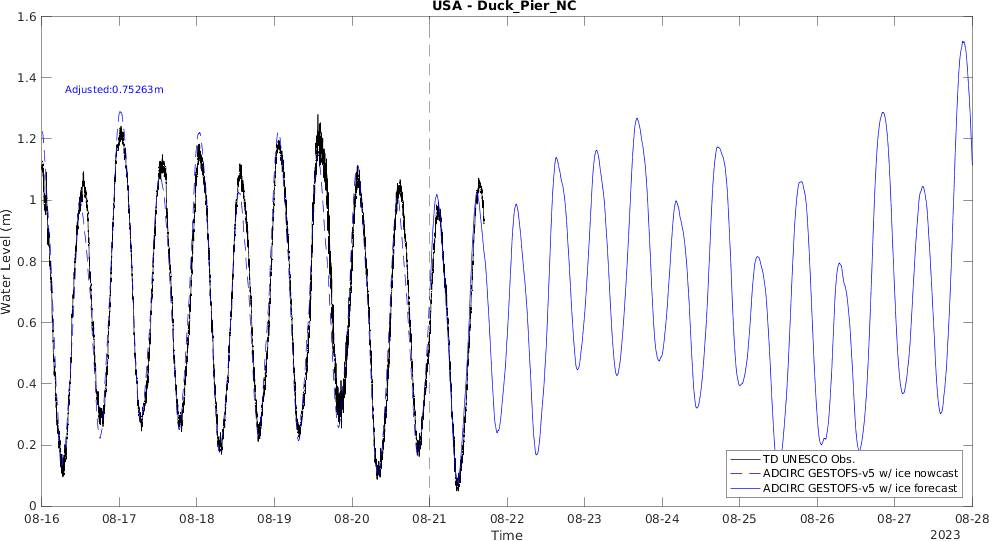 USA - Duck_Pier_NC
1.6
1.4
Adjusted:0.75263m
1.2
1
0.8
0.6
0.4
0.2
0
Water Level (m)
TD UNESCO Obs.
ADCIRC GESTOFS-v5 w/ ice nowcast
ADCIRC GESTOFS-v5 w/ ice forecast
08-16 08-17 08-18 08-19 08-20 08-21 08-22 08-23 08-24 08-25 08-26 08-27 08-28
Time
2023